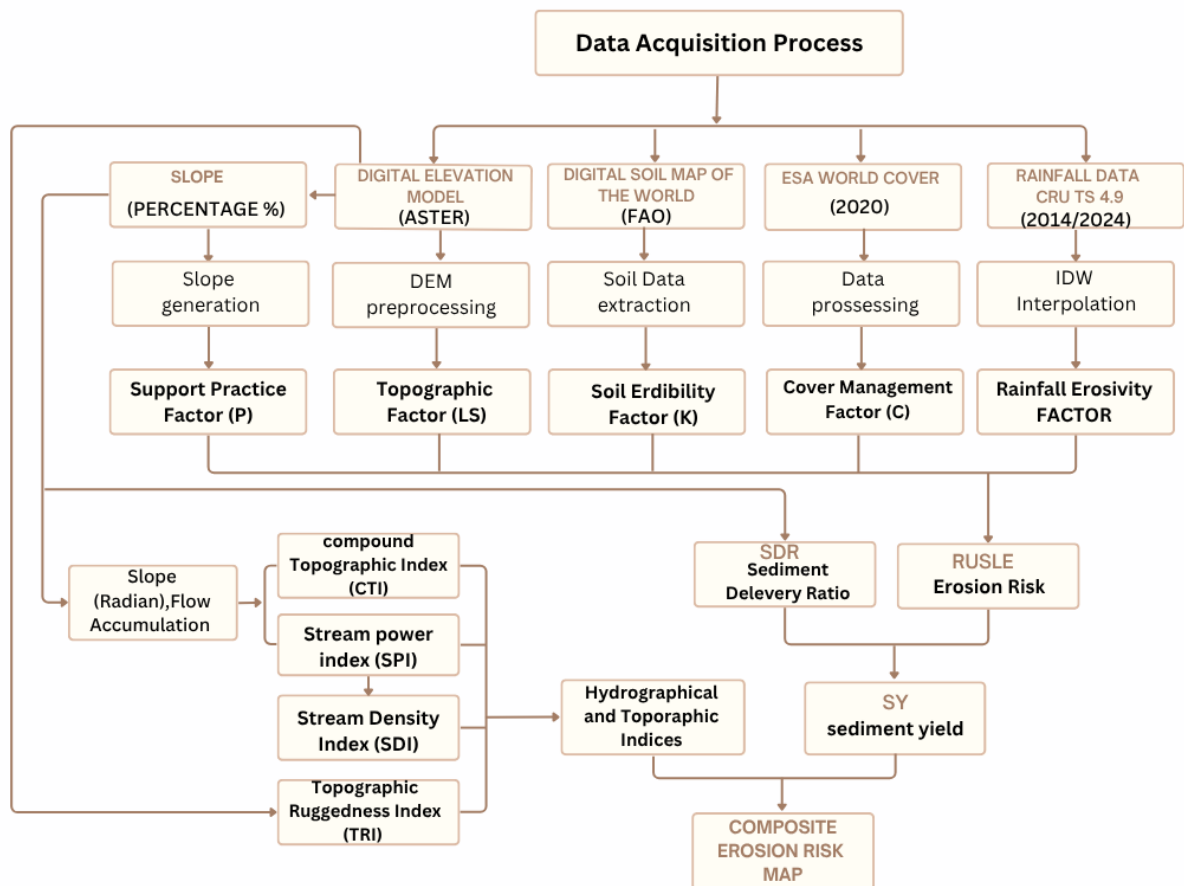 Data Acquisition Process
SLOPE
(PERCENTAGE %)
DIGITAL ELEVATION
MODEL
(ASTER)
DIGITAL SOIL MAP OF
THE WORLD
(FAO)
ESA WORLD COVER
(2020)
RAINFALL DATA
CRU TS 4.9
(2014/2024)
Slope
generation
DEM
preprocessing
Soil Data
extraction
Data
prossessing
IDW
Interpolation
Support Practice
Factor (P)
Topographic
Factor (LS)
Soil Erdibility
Factor (K)
Cover Management
Factor (C)
Rainfall Erosivity
FACTOR
Slope
(Radian),Flow
Accumulation
compound
Topographic Index
(CTI)
Stream power
index (SPI)
Stream Density
Index (SDI)
Topographic
Ruggedness Index
(TRI)
Hydrographical
and Toporaphic
Indices
SDR
Sediment
Delevery Ratio
RUSLE
Erosion Risk
SY
sediment yield
COMPOSITE
EROSION RISK
MAP